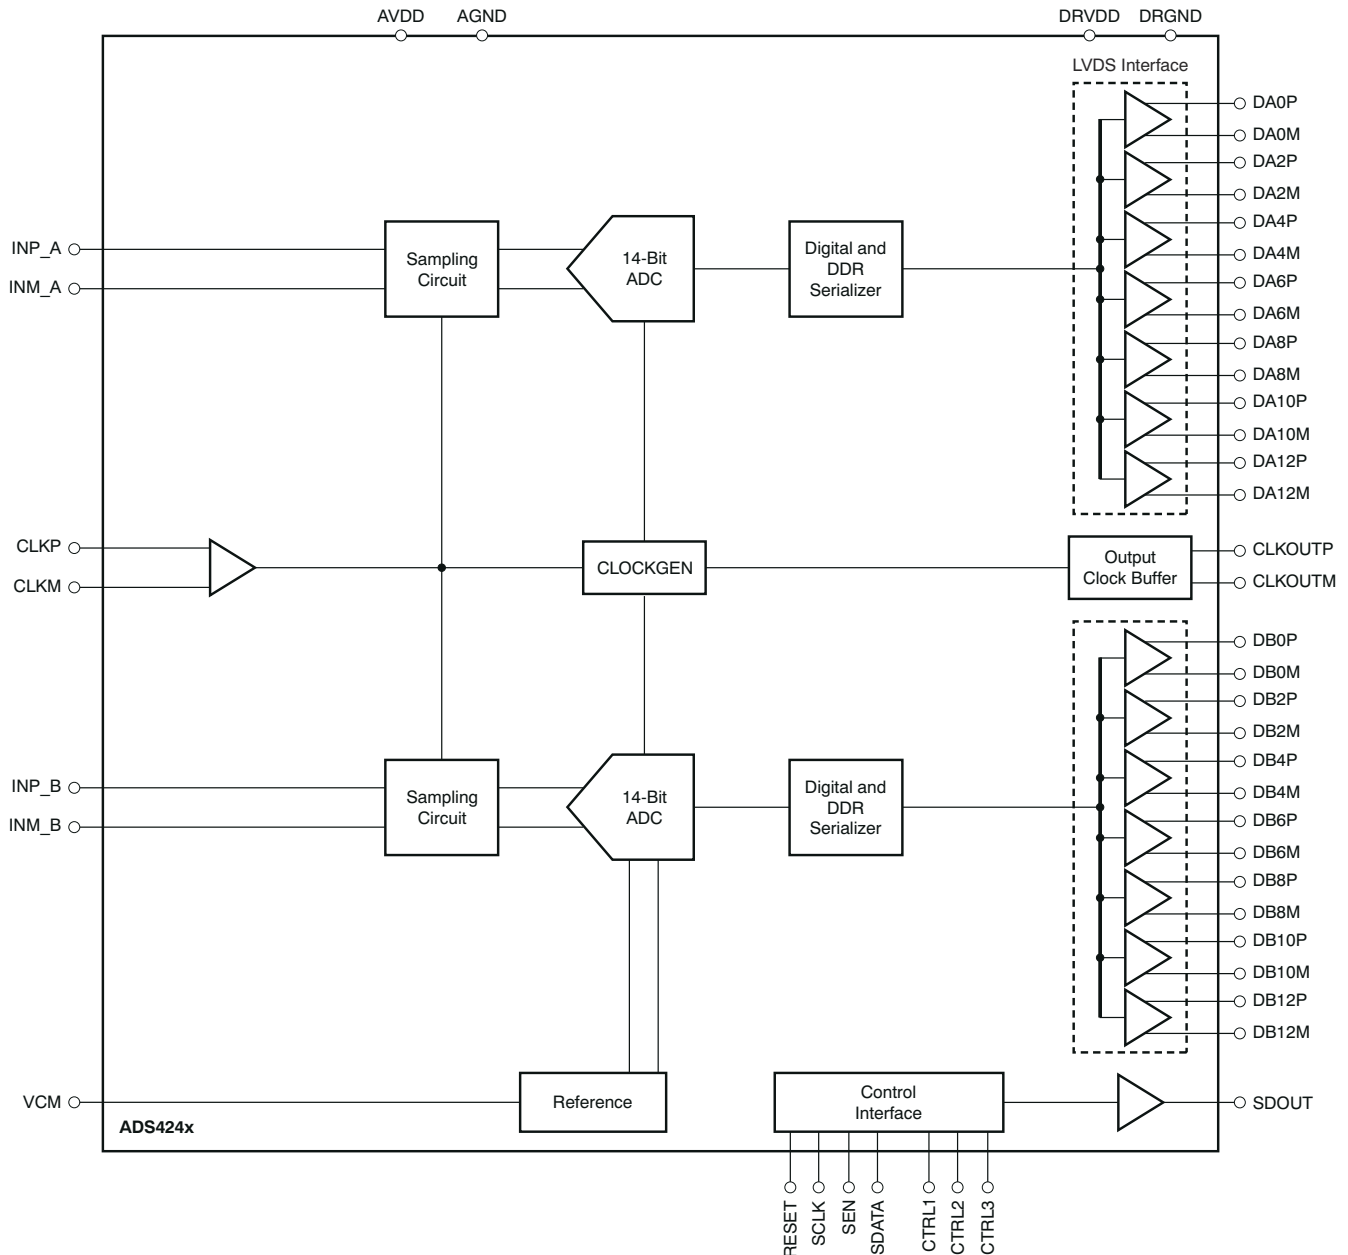 AVDD AGND DRVDD DRGND
LVDS Interface
DA0P
DA0M
DA2P
DA2M
DA4P
INP_A
Sampling
Circuit
14-Bit
ADC
Digital and
DDR
Serializer
DA4M
INM_A
DA6P
DA6M
DA8P
DA8M
DA10P
DA10M
DA12P
DA12M
CLKP
CLKM
CLOCKGEN
Output
Clock Buffer
CLKOUTP
CLKOUTM
DB0P
DB0M
DB2P
DB2M
DB4P
INP_B
INM_B
Sampling
Circuit
14-Bit
ADC
Digital and
DDR
Serializer
DB4M
DB6P
DB6M
DB8P
DB8M
DB10P
DB10M
DB12P
DB12M
VCM
Reference
Control
Interface
SDOUT
ADS424x
RESET
SCLK
SEN
SDATA
CTRL1
CTRL2
CTRL3